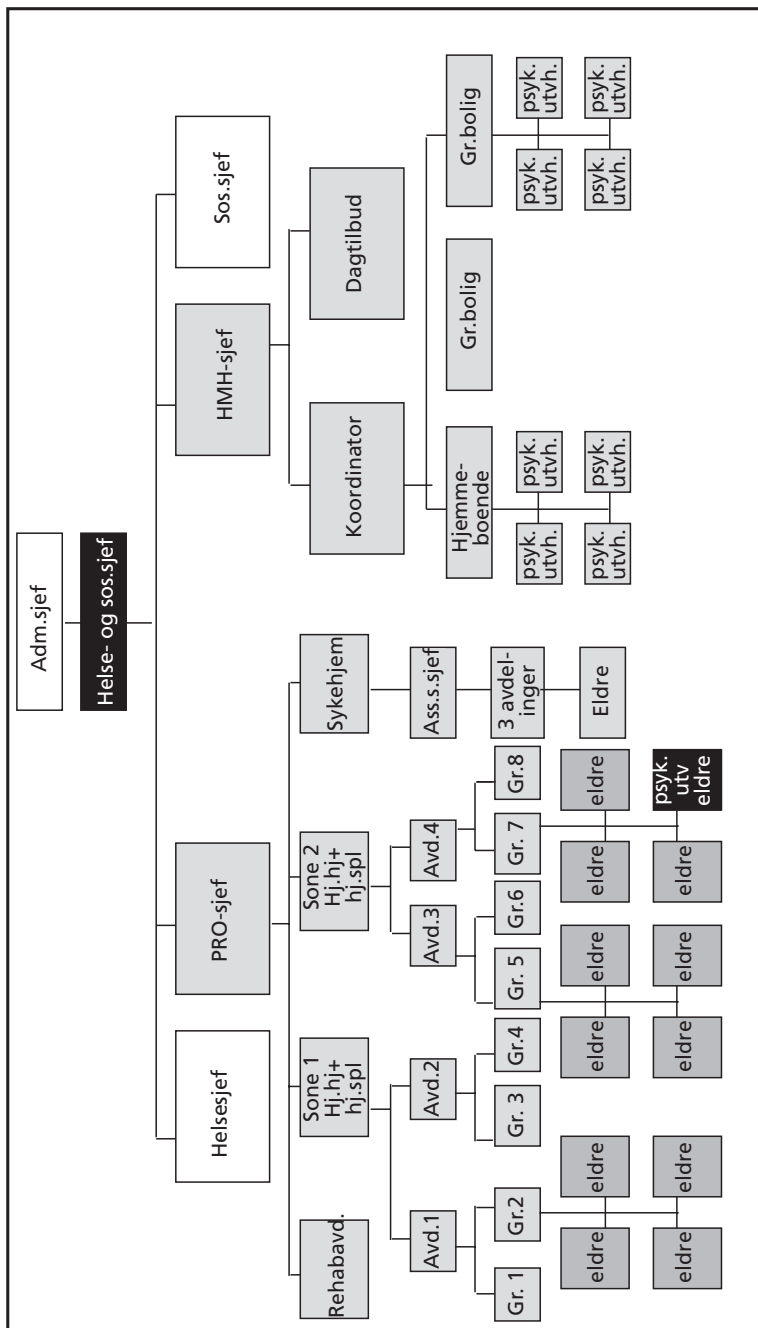 Adm.sjef
Helse- og sos.sjef
Helsesjef
PRO-sjef
HMH-sjef
Sos.sjef
Rehabavd.
Sone 1
Hj.hj+
hj.spl
Sone 2
Hj.hj+
hj.spl
Sykehjem
Koordinator
Dagtilbud
Avd.1
Avd.2
Avd.3
Avd.4
Ass.s.sjef
Hjemme-
boende
Gr.bolig
Gr.bolig
Gr. 1
Gr.2
Gr. 3
Gr.4
Gr. 5
Gr.6
Gr. 7
Gr.8
3 avdel-
inger
Eldre
eldre
eldre
eldre
eldre
eldre
eldre
eldre
eldre
eldre
eldre
eldre
psyk.
utv
eldre
psyk.
utvh.
psyk.
utvh.
psyk.
utvh.
psyk.
utvh.
psyk.
utvh.
psyk.
utvh.
psyk.
utvh.
psyk.
utvh.